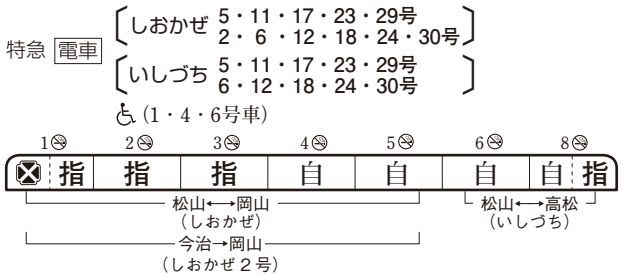 特急 電車
しおかぜ 5・11・17・23・29号
2・6・12・18・24・30号
いしづち 5・11・17・23・29号
6・12・18・24・30号
(1・4・6号車)
1 2 3 4 5 6 8
指 指 指 自 自 自 自 指
松山⟷岡山 松山⟷高松
(しおかぜ) (いしづち)
今治→岡山
(しおかぜ2号)